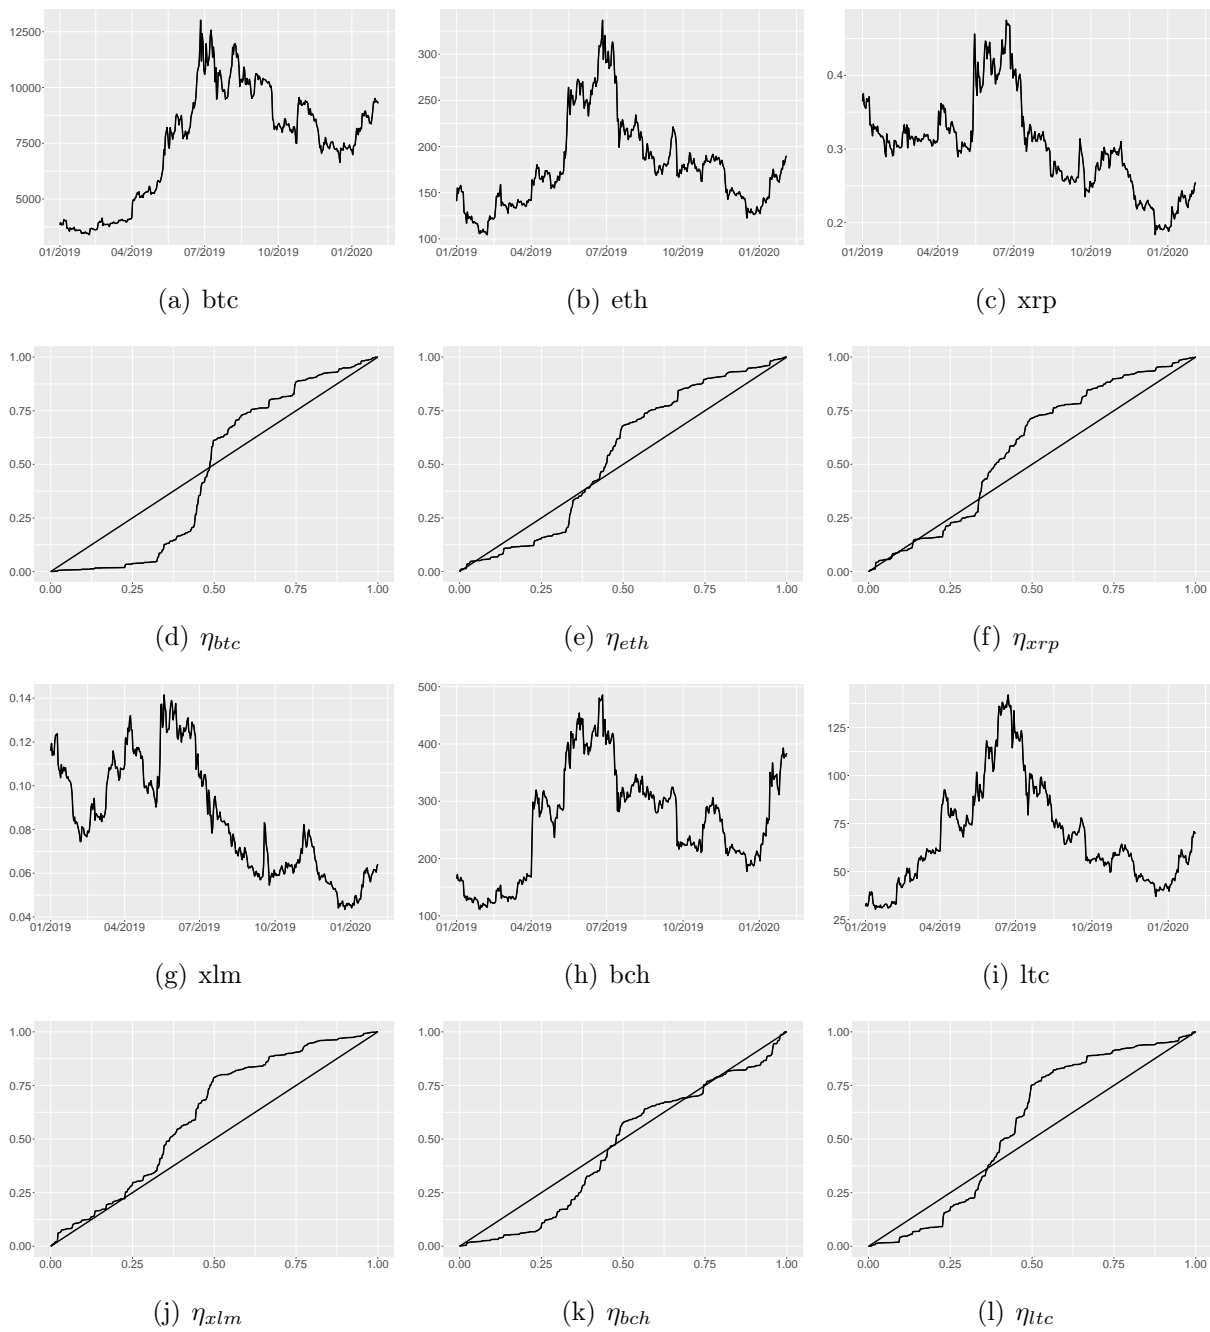 12500
10000
7500
5000
01/2019 04/2019 07/2019 10/2019 01/2020
(a) btc
300
250
200
150
100
01/2019 04/2019 07/2019 10/2019 01/2020
(b) eth
0.4
0.3
0.2
01/2019 04/2019 07/2019 10/2019 01/2020
(c) xrp
1.00
0.75
0.50
0.25
0.00
0.00 0.25 0.50 0.75 1.00
(d) η_btc
1.00
0.75
0.50
0.25
0.00
0.00 0.25 0.50 0.75 1.00
(e) η_eth
1.00
0.75
0.50
0.25
0.00
0.00 0.25 0.50 0.75 1.00
(f) η_xrp
0.14
0.12
0.10
0.08
0.06
0.04
01/2019 04/2019 07/2019 10/2019 01/2020
(g) xlm
500
400
300
200
100
01/2019 04/2019 07/2019 10/2019 01/2020
(h) bch
125
100
75
50
25
01/2019 04/2019 07/2019 10/2019 01/2020
(i) ltc
1.00
0.75
0.50
0.25
0.00
0.00 0.25 0.50 0.75 1.00
(j) η_xlm
1.00
0.75
0.50
0.25
0.00
0.00 0.25 0.50 0.75 1.00
(k) η_bch
1.00
0.75
0.50
0.25
0.00
0.00 0.25 0.50 0.75 1.00
(l) η_ltc